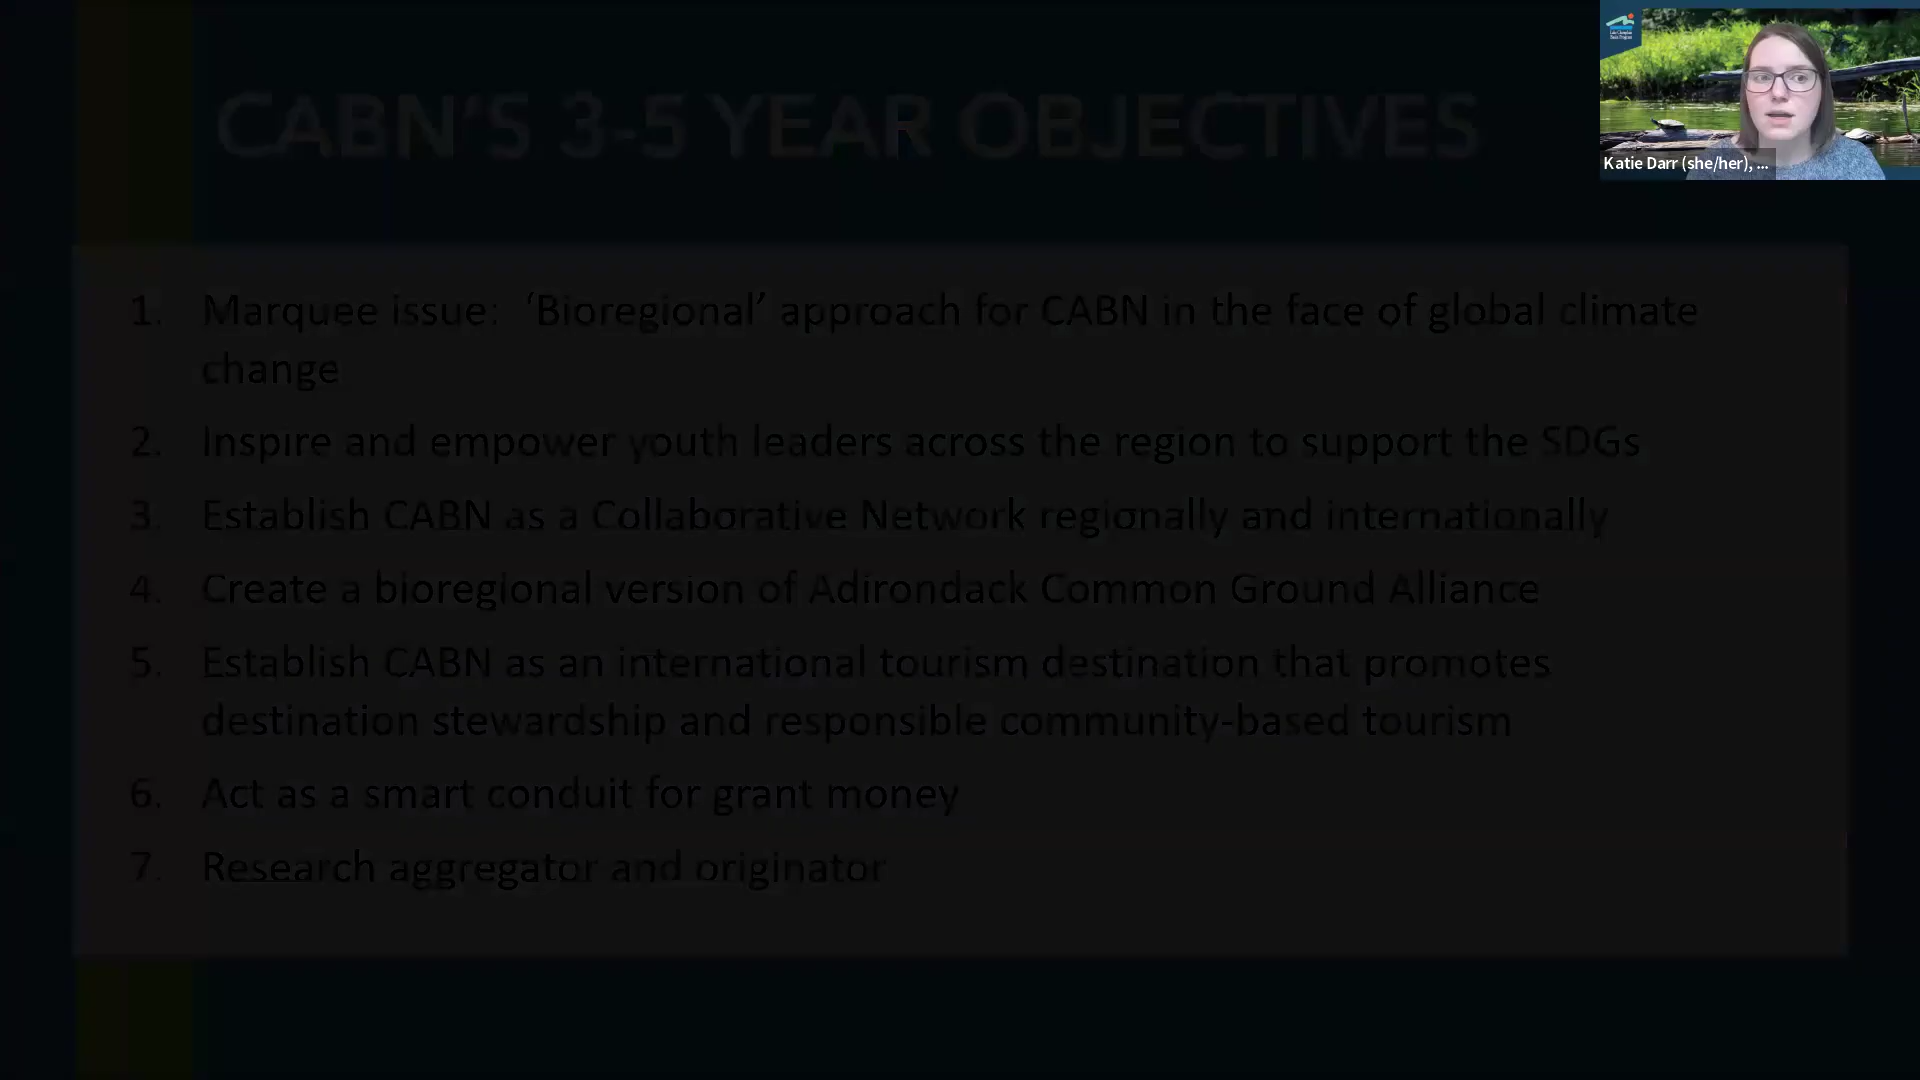 CABN'S 3-5 YEAR OBJECTIVES
1. Marquee issue: ‘Bioregional’ approach for CABN in the face of global climate
change
2. Inspire and empower youth leaders across the region to support the SDGs
3. Establish CABN as a Collaborative Network regionally and internationally
4. Create a bioregional version of Adirondack Common Ground Alliance
5. Establish CABN as an international tourism destination that promotes
destination stewardship and responsible community-based tourism
6. Act as a smart conduit for grant money
7. Research aggregator and originator
Lake Champlain
Basin Program
Katie Darr (she/her), ...